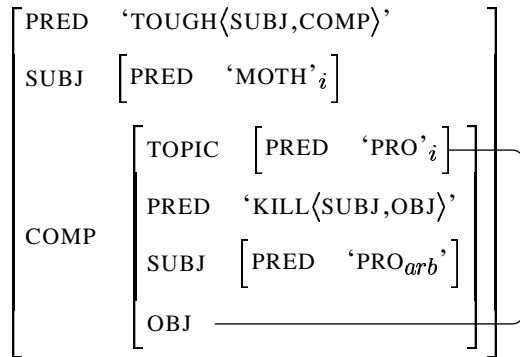 PRED ‘TOUGH⟨SUBJ,COMP⟩’
SUBJ [PRED ‘MOTH’i]
TOPIC [PRED ‘PRO’i]
PRED ‘KILL⟨SUBJ,OBJ⟩’
COMP
SUBJ [PRED ‘PROarb’]
OBJ